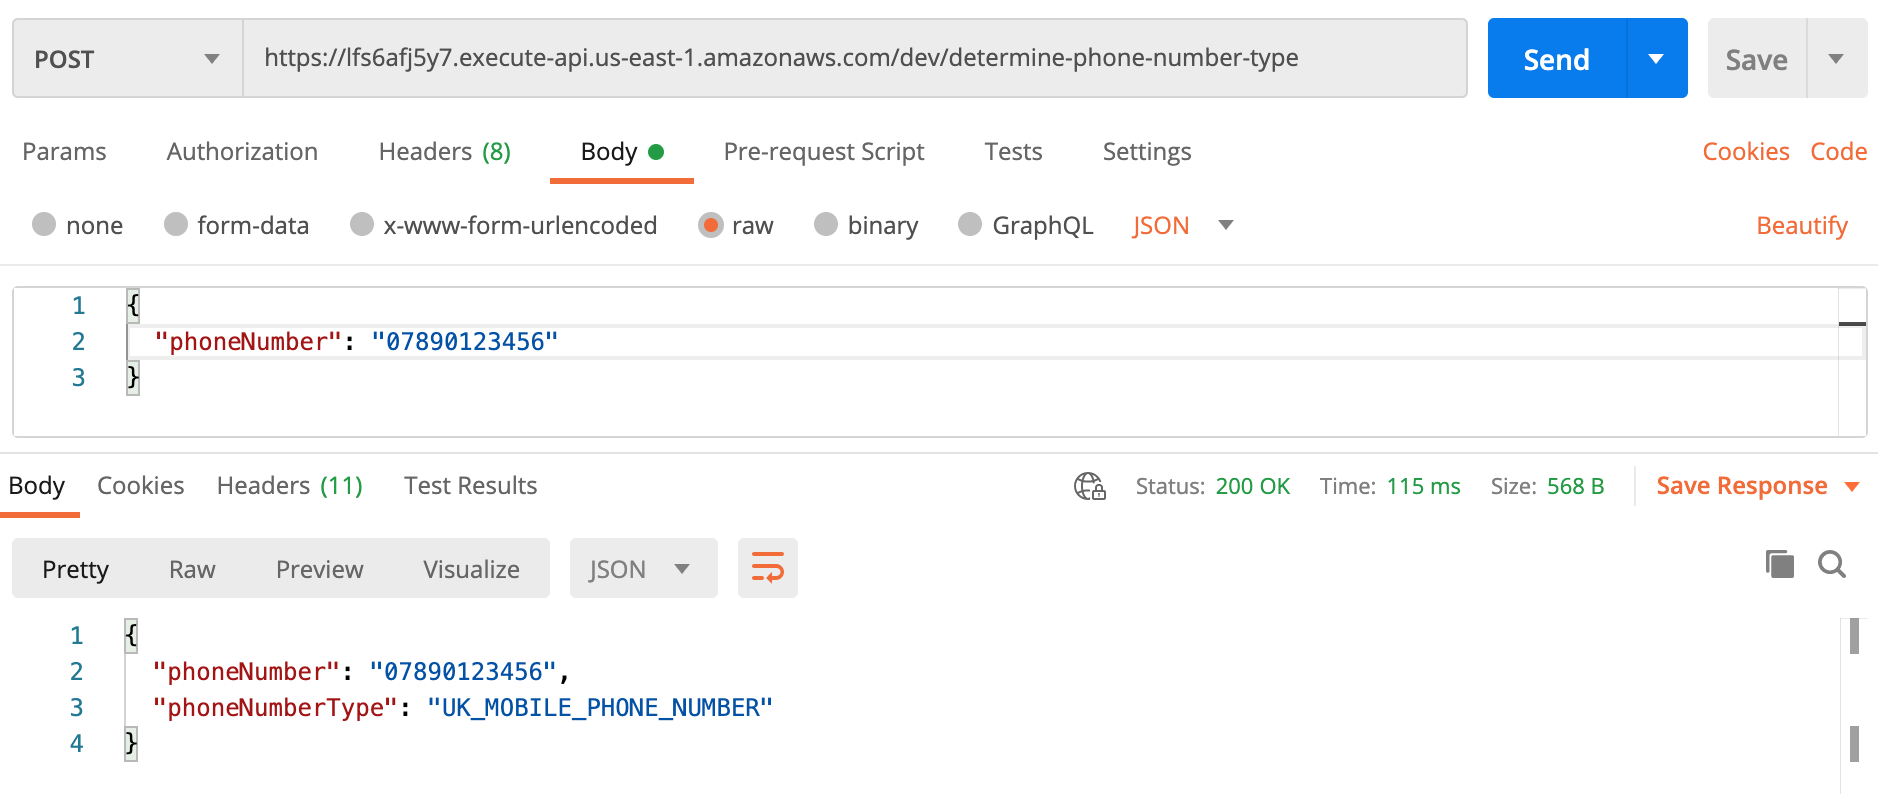 POST https://lfs6afj5y7.execute-api.us-east-1.amazonaws.com/dev/determine-phone-number-type Send Save
Params Authorization Headers (8) Body Pre-request Script Tests Settings Cookies Code
none form-data x-www-form-urlencoded raw binary GraphQL JSON Beautify
1 {
2 "phoneNumber": "07890123456"
3 }
Body Cookies Headers (11) Test Results Status: 200 OK Time: 115 ms Size: 568 B Save Response
Pretty Raw Preview Visualize JSON
1 {
2 "phoneNumber": "07890123456",
3 "phoneNumberType": "UK_MOBILE_PHONE_NUMBER"
4 }